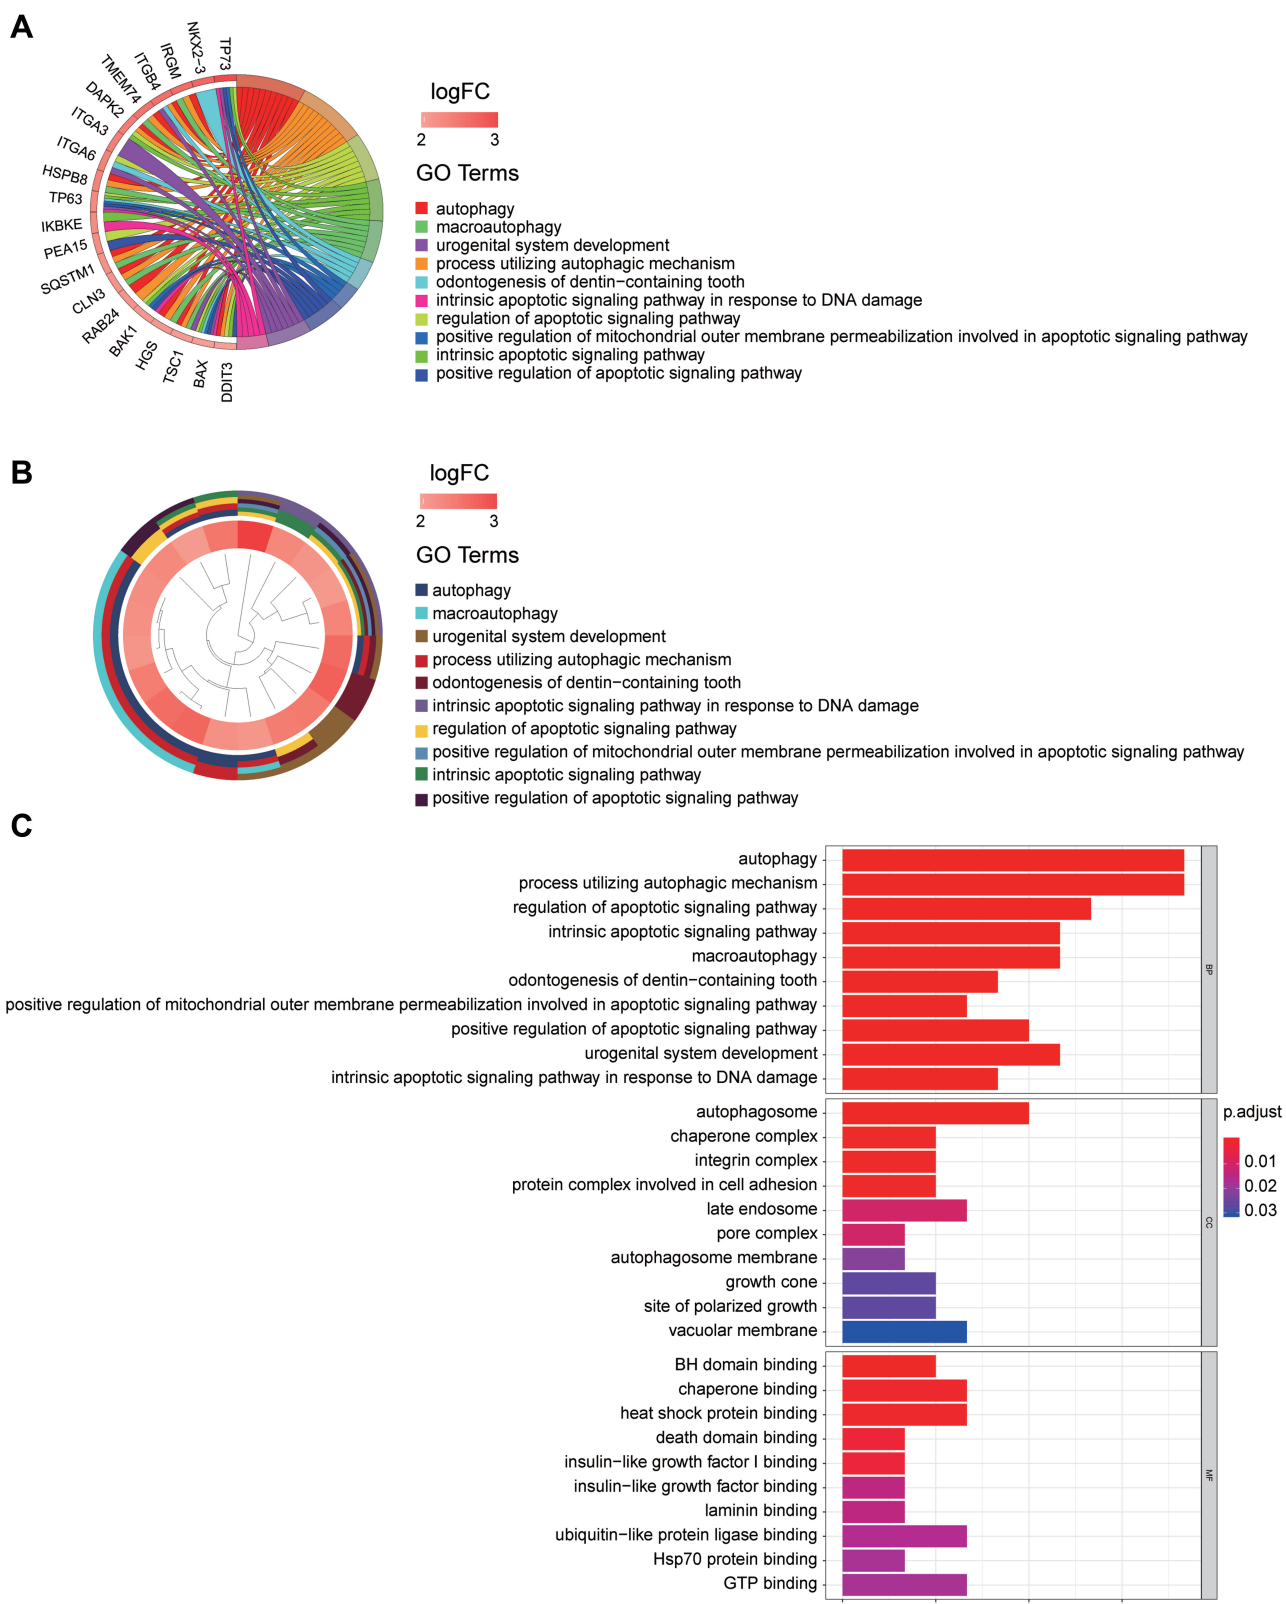 A
TP73
NKX2−3
IRGM
ITGB4
TMEM74
DAPK2
ITGA3
ITGA6
HSPB8
TP63
IKBKE
PEA15
SQSTM1
CLN3
RAB24
BAK1
HGS
TSC1
BAX
DDIT3
logFC
2 3
GO Terms
autophagy
macroautophagy
urogenital system development
process utilizing autophagic mechanism
odontogenesis of dentin−containing tooth
intrinsic apoptotic signaling pathway in response to DNA damage
regulation of apoptotic signaling pathway
positive regulation of mitochondrial outer membrane permeabilization involved in apoptotic signaling pathway
intrinsic apoptotic signaling pathway
positive regulation of apoptotic signaling pathway
B
logFC
2 3
GO Terms
autophagy
macroautophagy
urogenital system development
process utilizing autophagic mechanism
odontogenesis of dentin−containing tooth
intrinsic apoptotic signaling pathway in response to DNA damage
regulation of apoptotic signaling pathway
positive regulation of mitochondrial outer membrane permeabilization involved in apoptotic signaling pathway
intrinsic apoptotic signaling pathway
positive regulation of apoptotic signaling pathway
C
autophagy
process utilizing autophagic mechanism
regulation of apoptotic signaling pathway
intrinsic apoptotic signaling pathway
macroautophagy
odontogenesis of dentin−containing tooth
positive regulation of mitochondrial outer membrane permeabilization involved in apoptotic signaling pathway
positive regulation of apoptotic signaling pathway
urogenital system development
intrinsic apoptotic signaling pathway in response to DNA damage
BP
autophagosome
chaperone complex
integrin complex
protein complex involved in cell adhesion
late endosome
pore complex
autophagosome membrane
growth cone
site of polarized growth
vacuolar membrane
CC
p.adjust
0.01
0.02
0.03
BH domain binding
chaperone binding
heat shock protein binding
death domain binding
insulin−like growth factor I binding
insulin−like growth factor binding
laminin binding
ubiquitin−like protein ligase binding
Hsp70 protein binding
GTP binding
MF